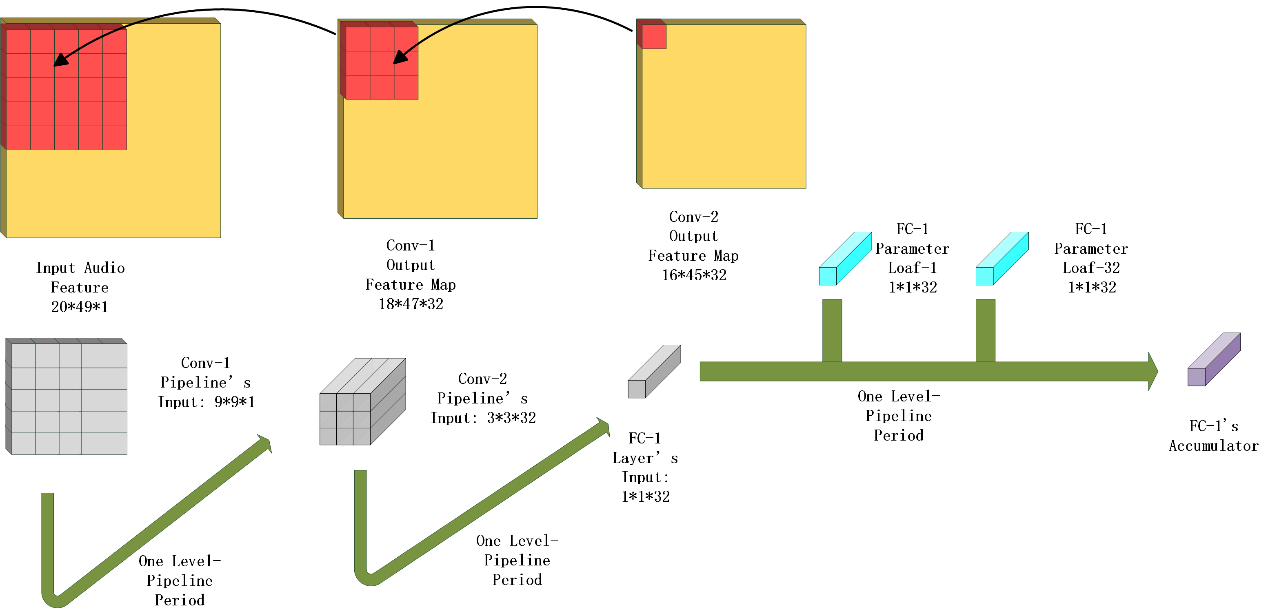 Input Audio
Feature
20*49*1
Conv-1
Output
Feature Map
18*47*32
Conv-2
Output
Feature Map
16*45*32
FC-1
Parameter
Loaf-1
1*1*32
FC-1
Parameter
Loaf-32
1*1*32
Conv-1
Pipeline's
Input: 9*9*1
Conv-2
Pipeline's
Input: 3*3*32
FC-1
Layer's
Input:
1*1*32
One Level-
Pipeline
Period
FC-1's
Accumulator
One Level-
Pipeline
Period
One Level-
Pipeline
Period